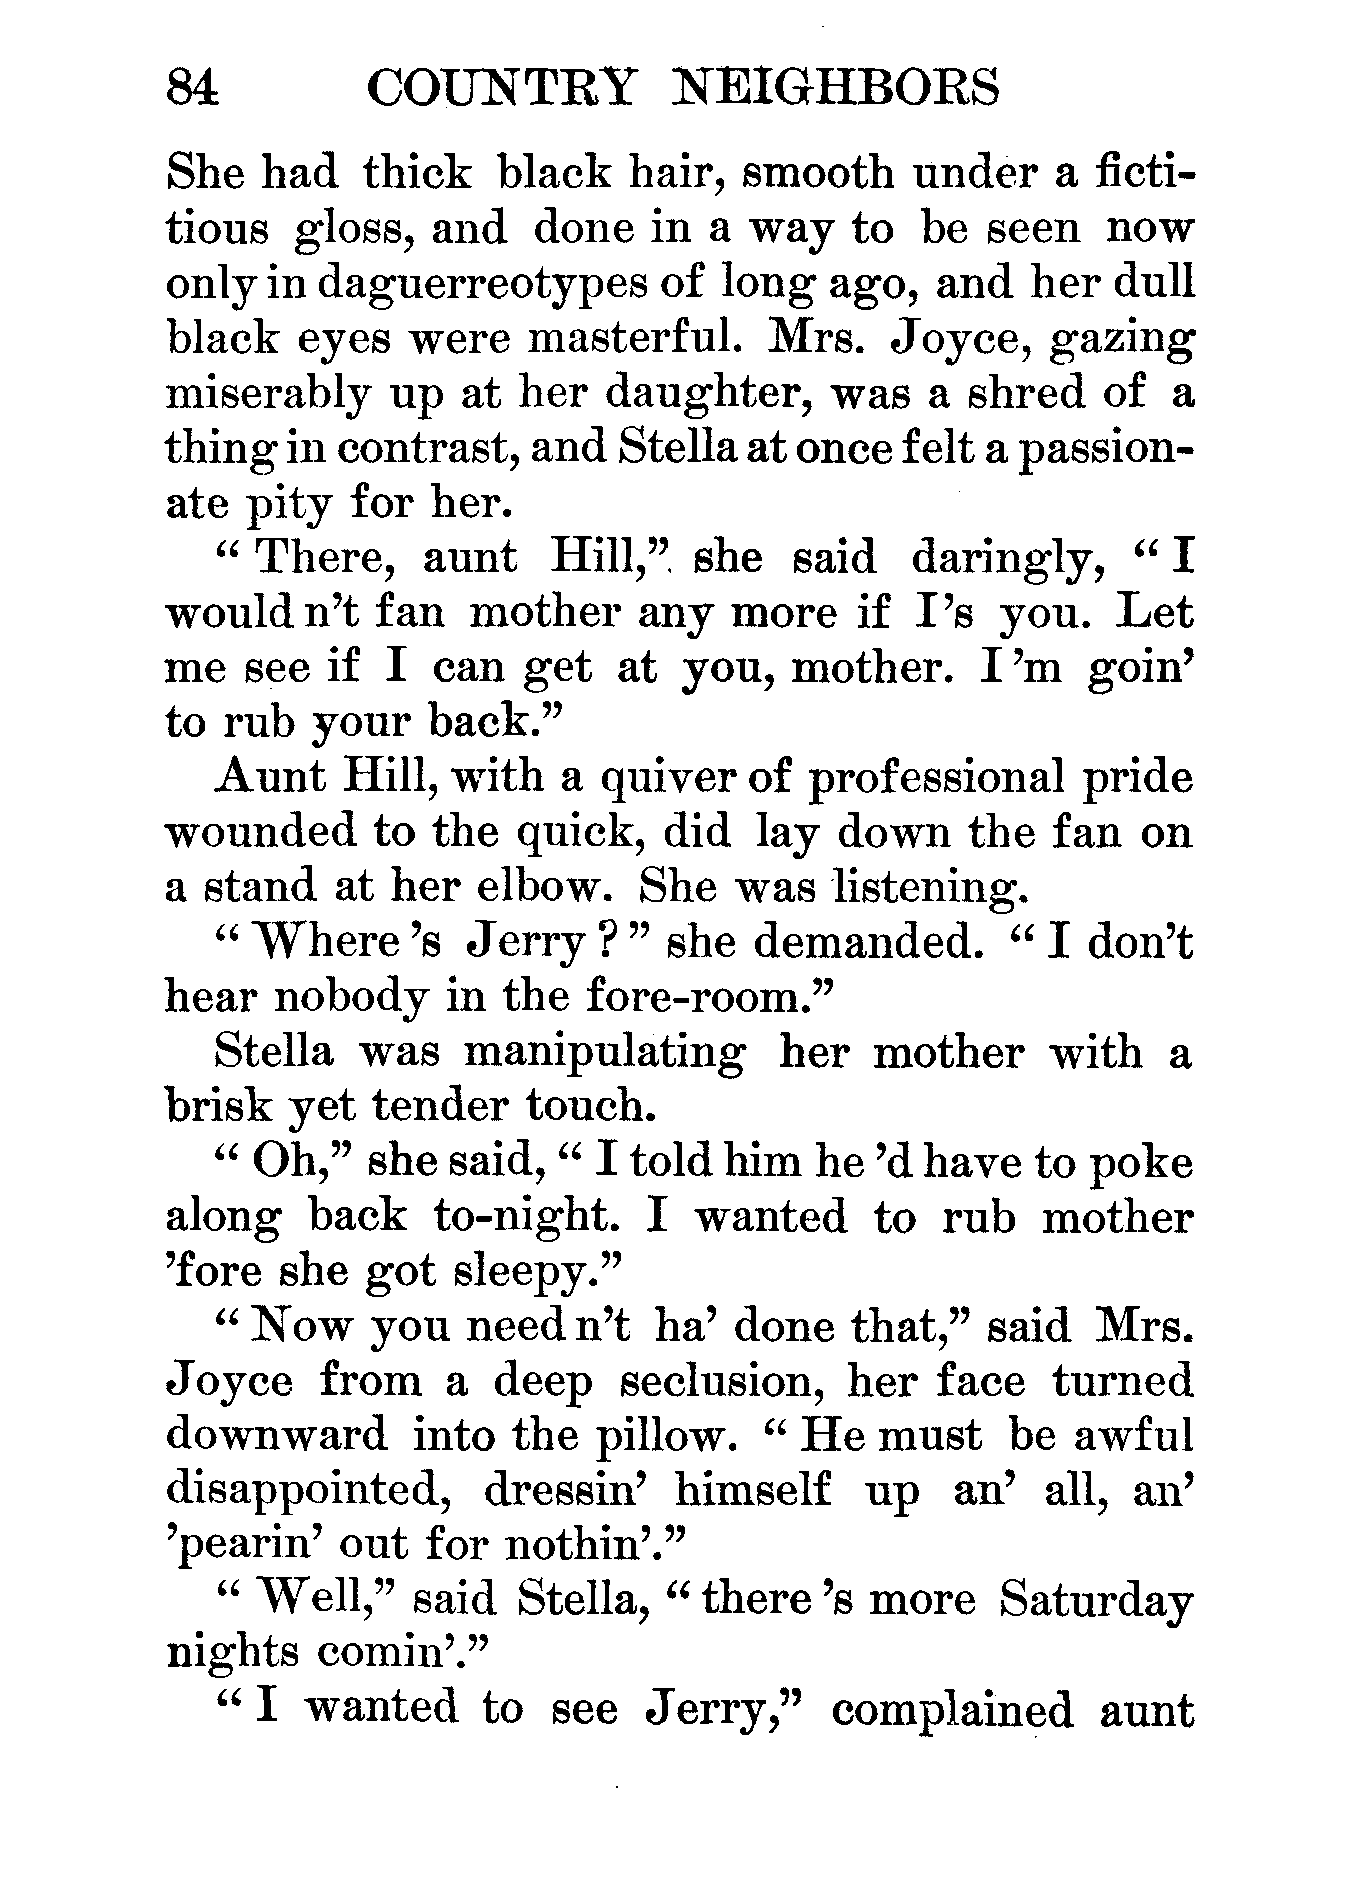 84 COUNTRY NEIGHBORS
She had thick black hair, smooth under a ficti-
tious gloss, and done in a way to be seen now
only in daguerreotypes of long ago, and her dull
black eyes were masterful. Mrs. Joyce, gazing
miserably up at her daughter, was a shred of a
thing in contrast, and Stella at once felt a passion-
ate pity for her.
“ There, aunt Hill,” she said daringly, “ I
would n’t fan mother any more if I ’s you. Let
me see if I can get at you, mother. I ’m goin’
to rub your back.”
Aunt Hill, with a quiver of professional pride
wounded to the quick, did lay down the fan on
a stand at her elbow. She was listening.
“ Where ’s Jerry ? ” she demanded. “ I don’t
hear nobody in the fore-room.”
Stella was manipulating her mother with a
brisk yet tender touch.
“ Oh,” she said, “ I told him he ’d have to poke
along back to-night. I wanted to rub mother
’fore she got sleepy.”
“ Now you need n’t ha’ done that,” said Mrs.
Joyce from a deep seclusion, her face turned
downward into the pillow. “ He must be awful
disappointed, dressin’ himself up an’ all, an’
’pearin’ out for nothin’.”
“ Well,” said Stella, “ there ’s more Saturday
nights comin’.”
“ I wanted to see Jerry,” complained aunt